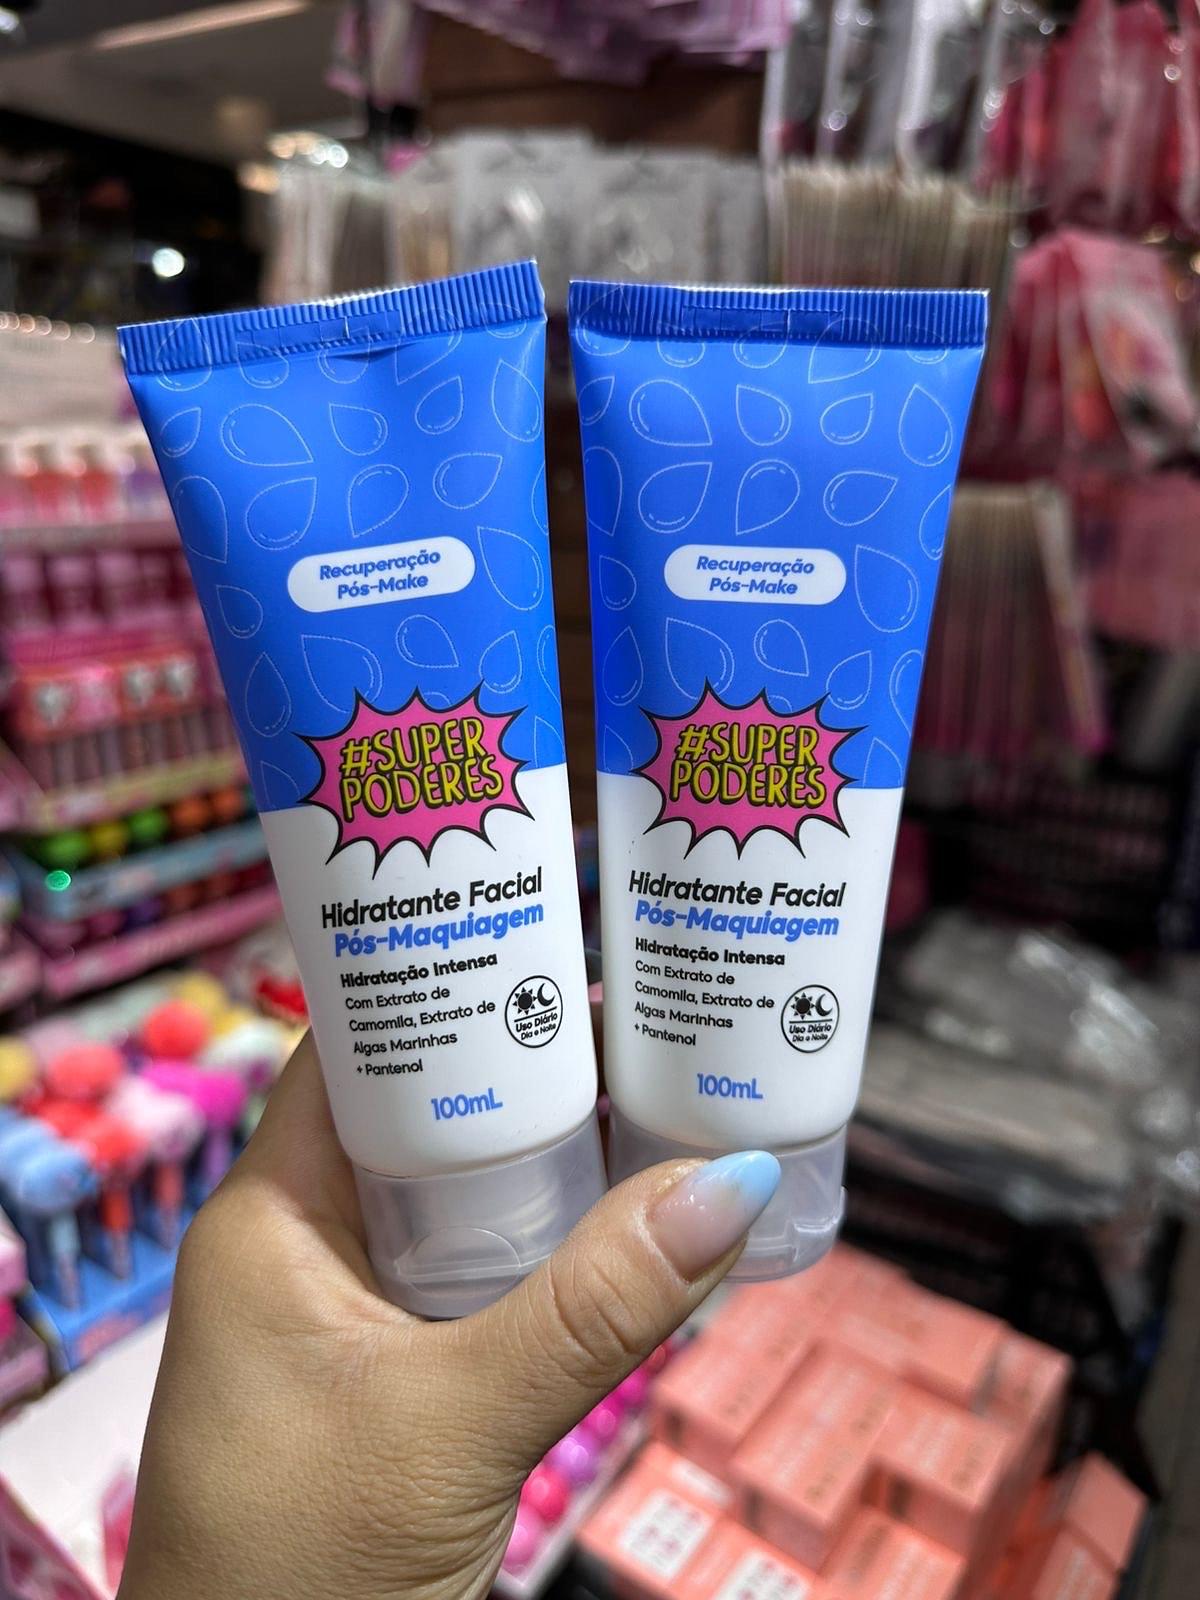 Recuperação
Pós-Make
#SUPER
PODERES
Hidratante Facial
Pós-Maquiagem
Hidratação Intensa
Com Extrato de
Camomila, Extrato de
Algas Marinhas
+ Pantenol
Uso Diário
Dia e Noite
100mL
Recuperação
Pós-Make
#SUPER
PODERES
Hidratante Facial
Pós-Maquiagem
Hidratação Intensa
Com Extrato de
Camomila, Extrato de
Algas Marinhas
+ Pantenol
Uso Diário
Dia e Noite
100mL